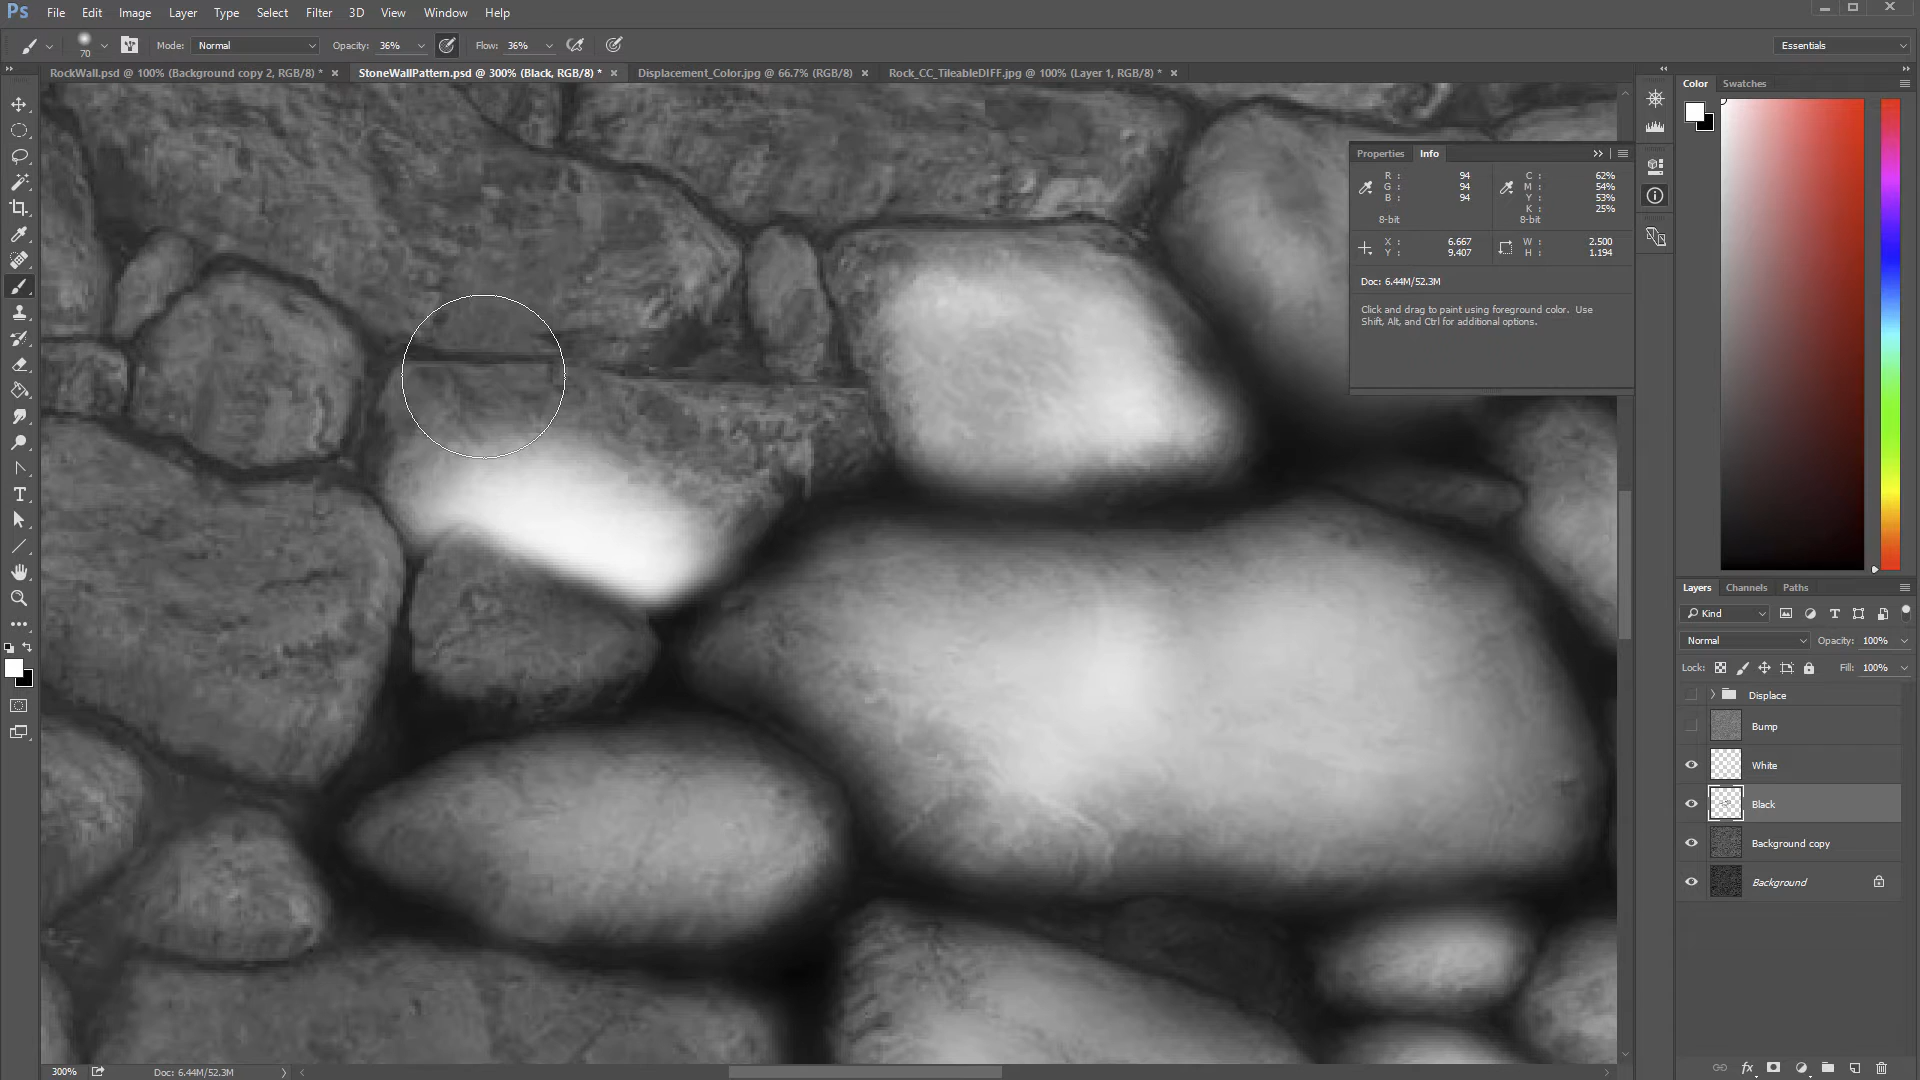 Ps File Edit Image Layer Type Select Filter 3D View Window Help
70 Mode: Normal Opacity: 36% Flow: 36% Essentials
RockWall.psd @ 100% (Background copy 2, RGB/8) * × StoneWallPattern.psd @ 300% (Black, RGB/8) * × Displacement_Color.jpg @ 66.7% (RGB/8) × Rock_CC_TileableDIFF.jpg @ 100% (Layer 1, RGB/8) * ×
Color Swatches
Properties Info
R : 94 C : 62%
G : 94 M : 54%
B : 94 Y : 53%
K : 25%
8-bit 8-bit
X : 6.667 W : 2.500
Y : 9.407 H : 1.194
Doc: 6.44M/52.3M
Click and drag to paint using foreground color. Use
Shift, Alt, and Ctrl for additional options.
Layers Channels Paths
Kind
Normal Opacity: 100%
Lock: Fill: 100%
Displace
Bump
White
Black
Background copy
Background
300% Doc: 6.44M/52.3M